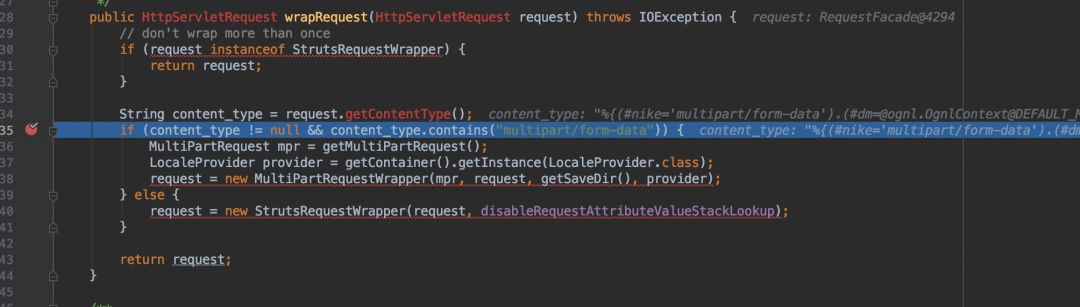 27 */
28 public HttpServletRequest wrapRequest(HttpServletRequest request) throws IOException { request: RequestFacade@4294
29 // don't wrap more than once
30 if (request instanceof StrutsRequestWrapper) {
31 return request;
32 }
33
34 String content_type = request.getContentType(); content_type: "%{(#nike='multipart/form-data').(#dm=@ognl.OgnlContext@DEFAULT_M
35 if (content_type != null && content_type.contains("multipart/form-data")) { content_type: "%{(#nike='multipart/form-data').(#dm
36 MultiPartRequest mpr = getMultiPartRequest();
37 LocaleProvider provider = getContainer().getInstance(LocaleProvider.class);
38 request = new MultiPartRequestWrapper(mpr, request, getSaveDir(), provider);
39 } else {
40 request = new StrutsRequestWrapper(request, disableRequestAttributeValueStackLookup);
41 }
42
43 return request;
44 }
45